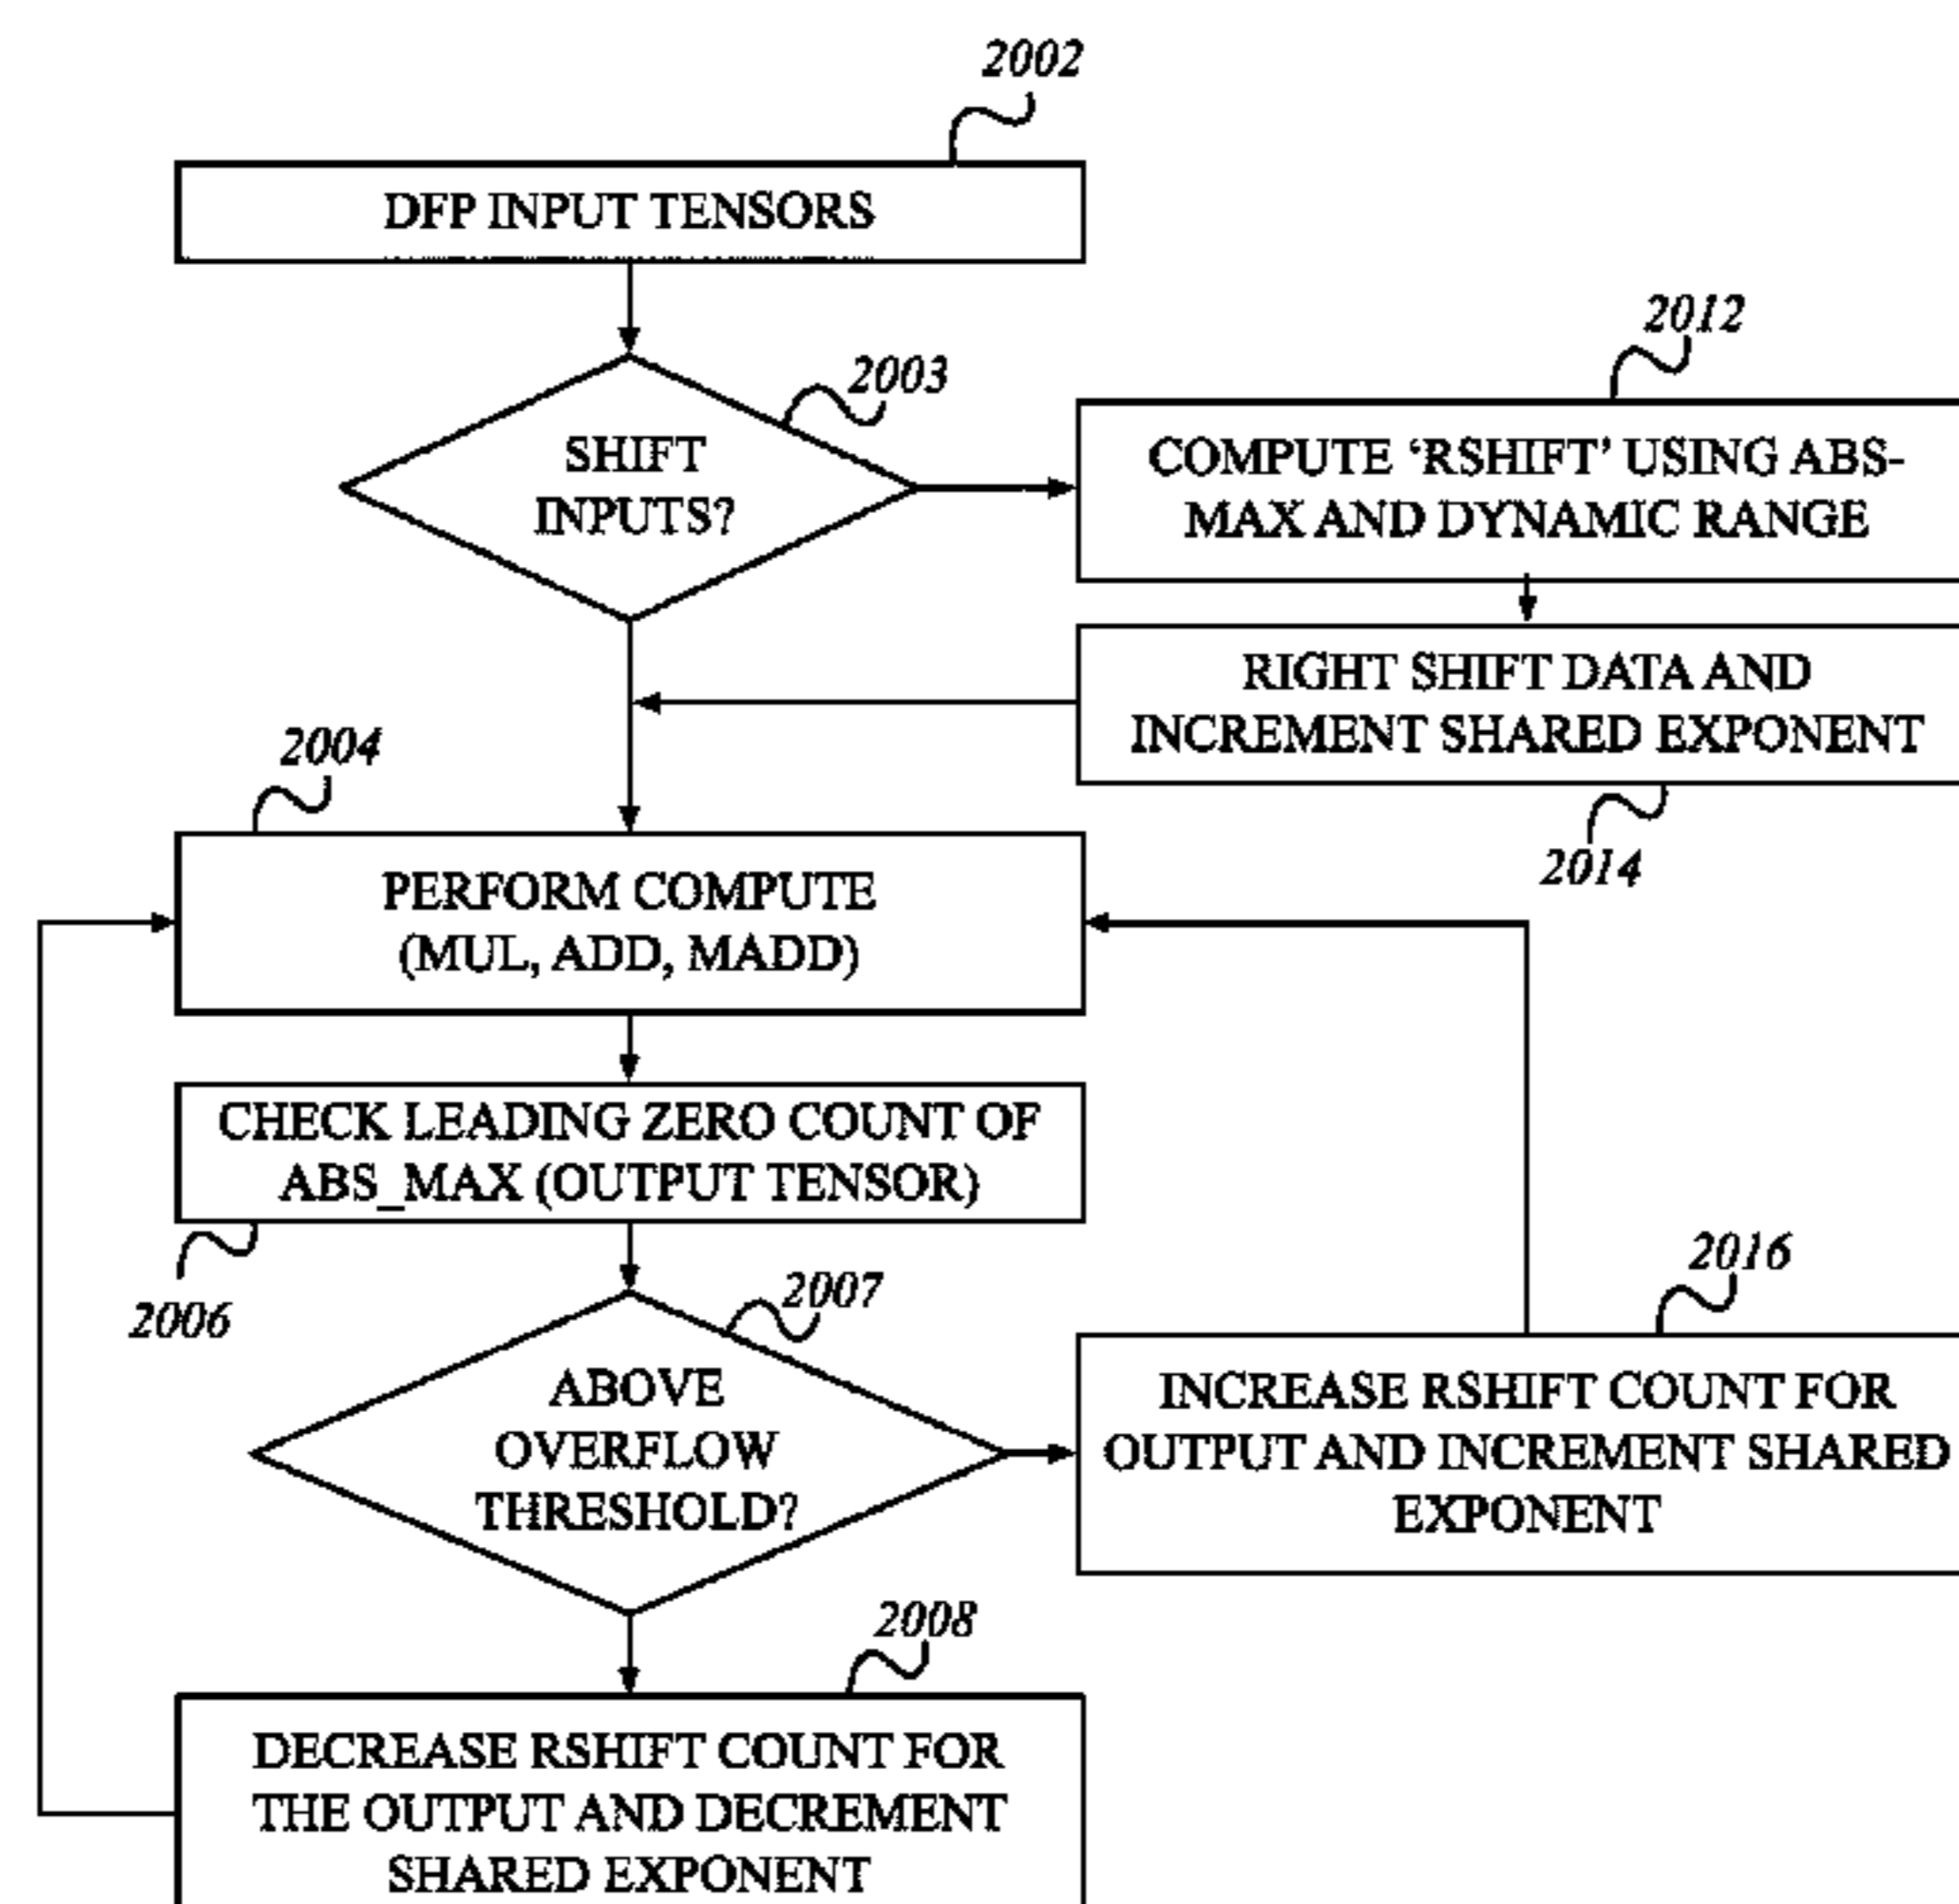 2002
DFP INPUT TENSORS
2003
SHIFT
INPUTS?
2012
COMPUTE ‘RSHIFT’ USING ABS-
MAX AND DYNAMIC RANGE
RIGHT SHIFT DATA AND
INCREMENT SHARED EXPONENT
2014
2004
PERFORM COMPUTE
(MUL, ADD, MADD)
CHECK LEADING ZERO COUNT OF
ABS_MAX (OUTPUT TENSOR)
2006
2007
ABOVE
OVERFLOW
THRESHOLD?
2016
INCREASE RSHIFT COUNT FOR
OUTPUT AND INCREMENT SHARED
EXPONENT
2008
DECREASE RSHIFT COUNT FOR
THE OUTPUT AND DECREMENT
SHARED EXPONENT